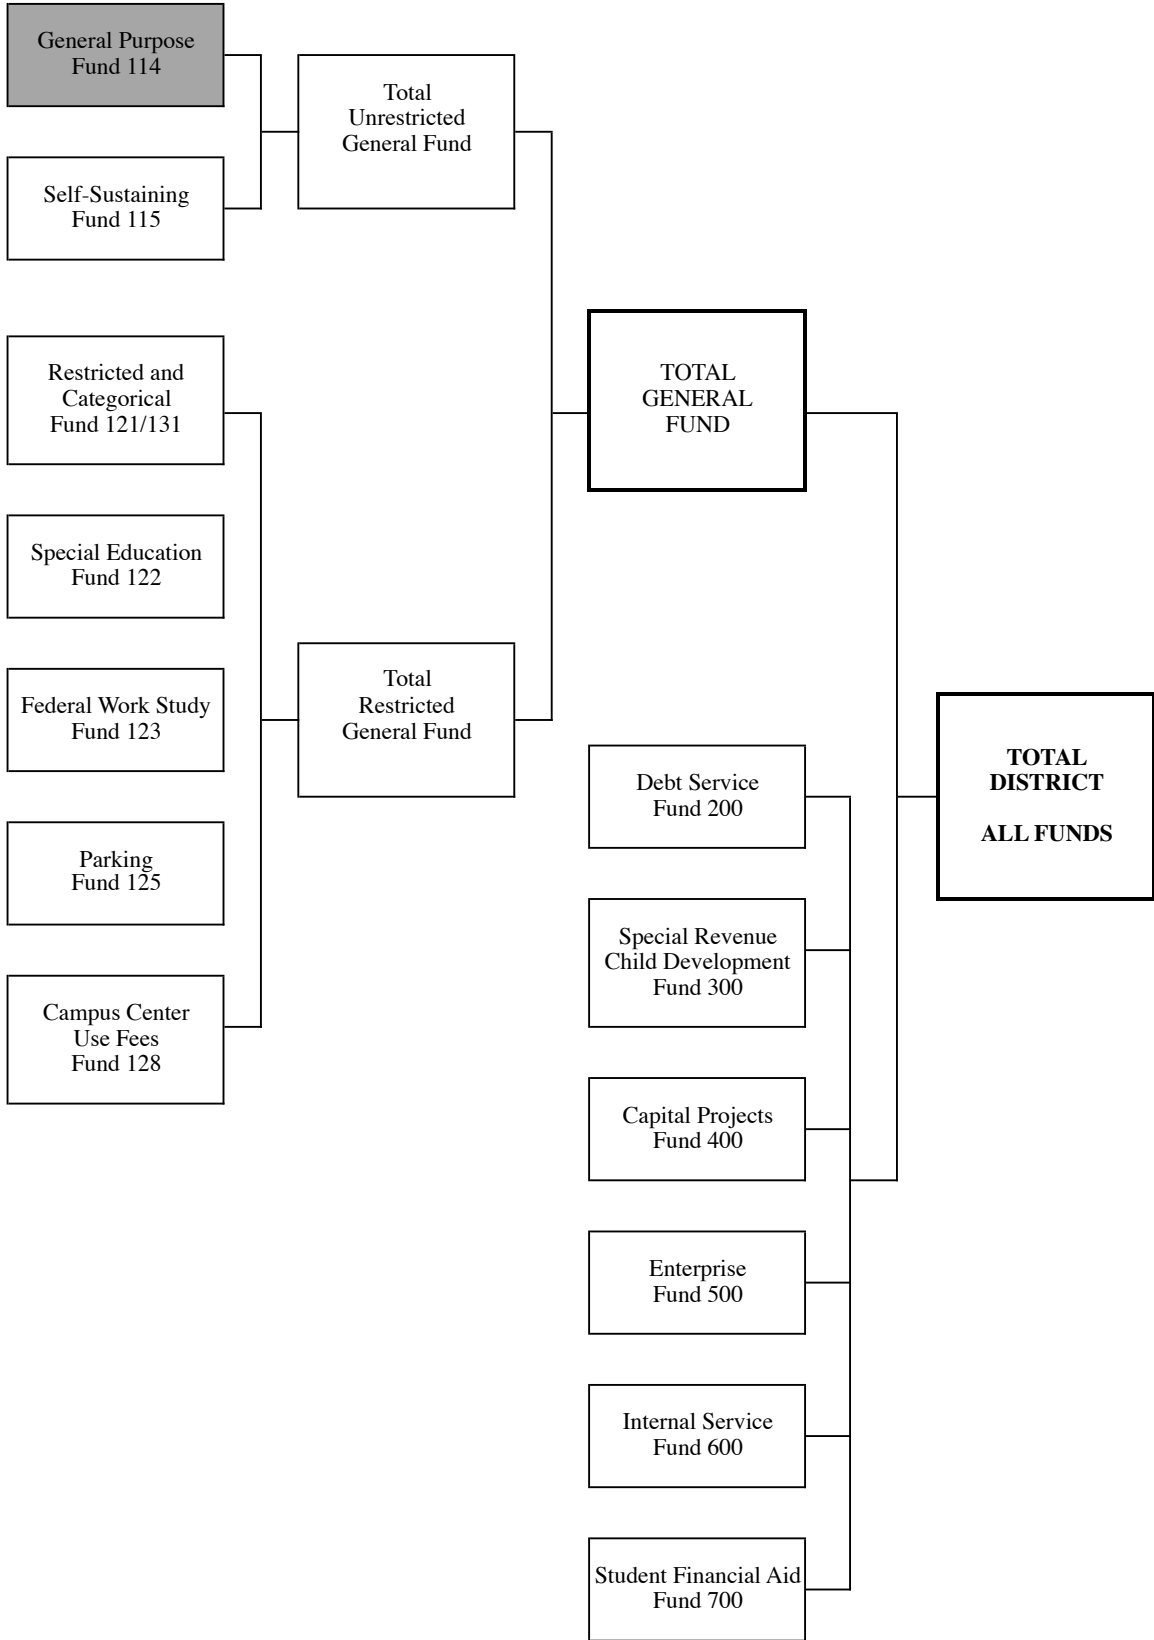 General Purpose
Fund 114
Total
Unrestricted
General Fund
Self-Sustaining
Fund 115
Restricted and
Categorical
Fund 121/131
TOTAL
GENERAL
FUND
Special Education
Fund 122
Federal Work Study
Fund 123
Total
Restricted
General Fund
TOTAL
DISTRICT
ALL FUNDS
Debt Service
Fund 200
Parking
Fund 125
Special Revenue
Child Development
Fund 300
Campus Center
Use Fees
Fund 128
Capital Projects
Fund 400
Enterprise
Fund 500
Internal Service
Fund 600
Student Financial Aid
Fund 700